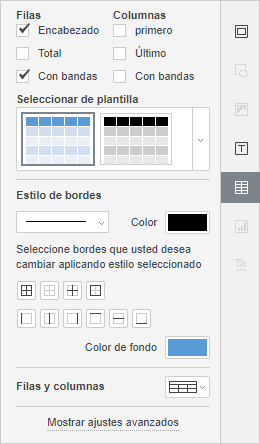 Filas Columnas
Encabezado primero
Total Último
Con bandas Con bandas
Seleccionar de plantilla
Estilo de bordes
Color
Seleccione bordes que usted desea
cambiar aplicando estilo seleccionado
Color de fondo
Filas y columnas
Mostrar ajustes avanzados